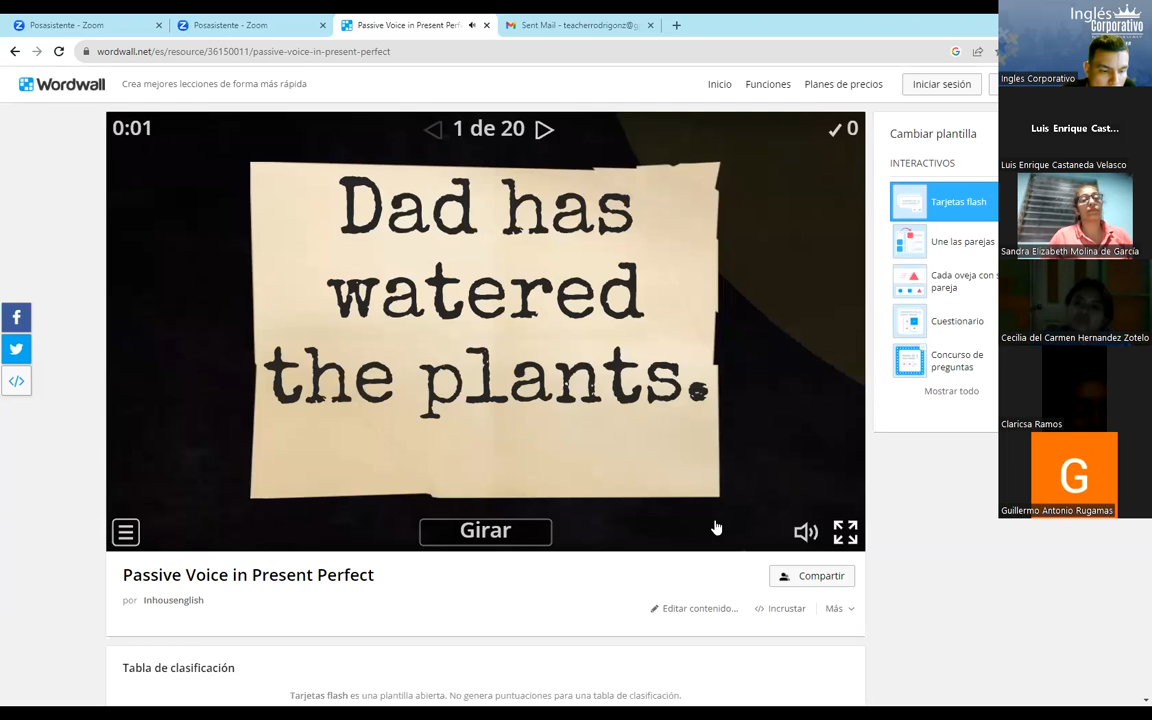 Posasistente - Zoom
Posasistente - Zoom
Passive Voice in Present Perf
Sent Mail - teacherrodrigonz@g
wordwall.net/es/resource/36150011/passive-voice-in-present-perfect
Wordwall
Crea mejores lecciones de forma más rápida
Inicio
Funciones
Planes de precios
Iniciar sesión
0:01
1 de 20
0
Dad has
watered
the plants.
Girar
Passive Voice in Present Perfect
por Inhousenglish
Compartir
Editar contenido...
Incrustar
Más
Tabla de clasificación
Tarjetas flash es una plantilla abierta. No genera puntuaciones para una tabla de clasificación.
Cambiar plantilla
INTERACTIVOS
Tarjetas flash
Une las parejas
Cada oveja con s
pareja
Cuestionario
Concurso de
preguntas
Mostrar todo
Inglés
Corporativo
Ingles Corporativo
Luis Enrique Cast...
Luis Enrique Castaneda Velasco
Sandra Elizabeth Molina de García
Cecilia del Carmen Hernandez Zotelo
Claricsa Ramos
G
Guillermo Antonio Rugamas